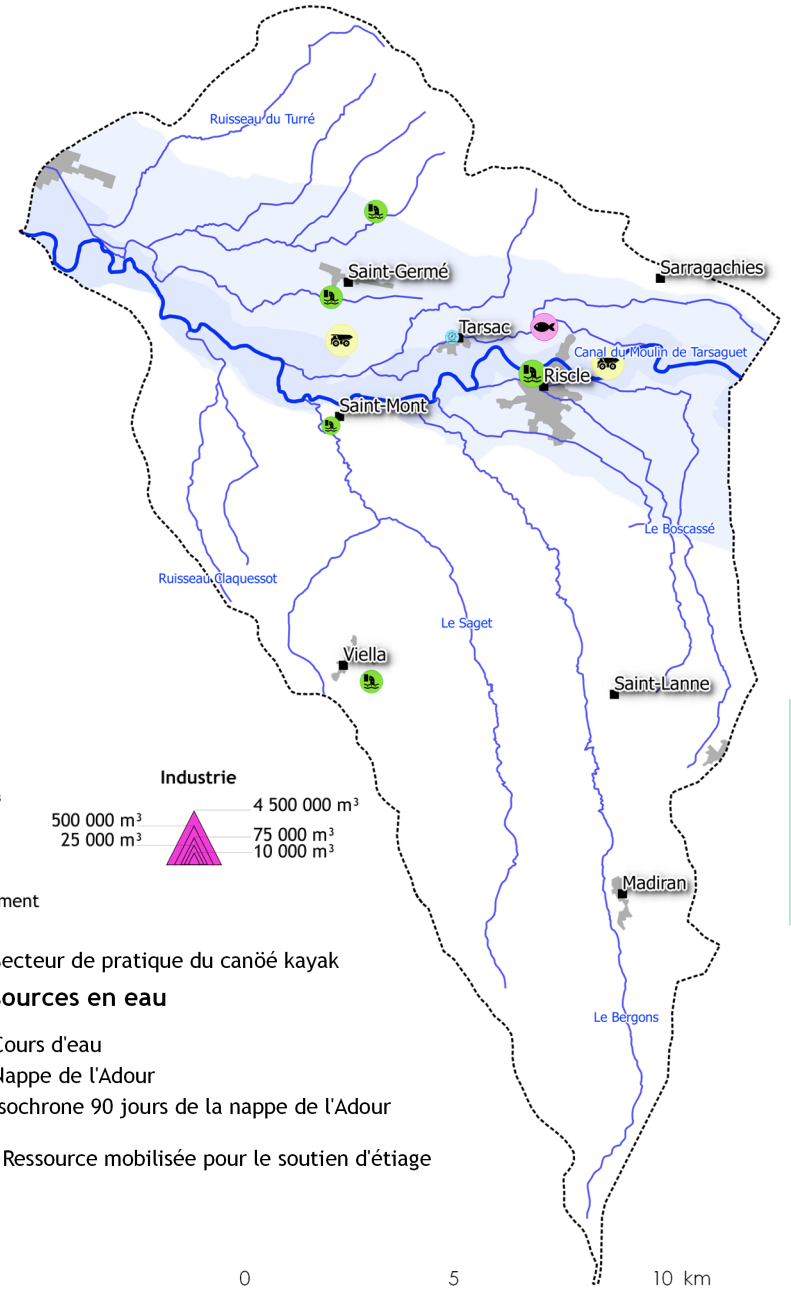 Ruisseau du Turré
Saint-Germé
Sarragachies
Tarsac
Canal du Moulin de Tarsaguet
Riscle
Saint-Mont
Le Boscassé
Ruisseau Claquessot
Le Saget
Viella
Saint-Lanne
Industrie
4 500 000 m³
500 000 m³
75 000 m³
25 000 m³
10 000 m³
Madiran
ment
ecteur de pratique du canöé kayak
ources en eau
Le Bergons
Cours d'eau
Nappe de l'Adour
sochrone 90 jours de la nappe de l'Adour
Ressource mobilisée pour le soutien d'étiage
0 5 10 km